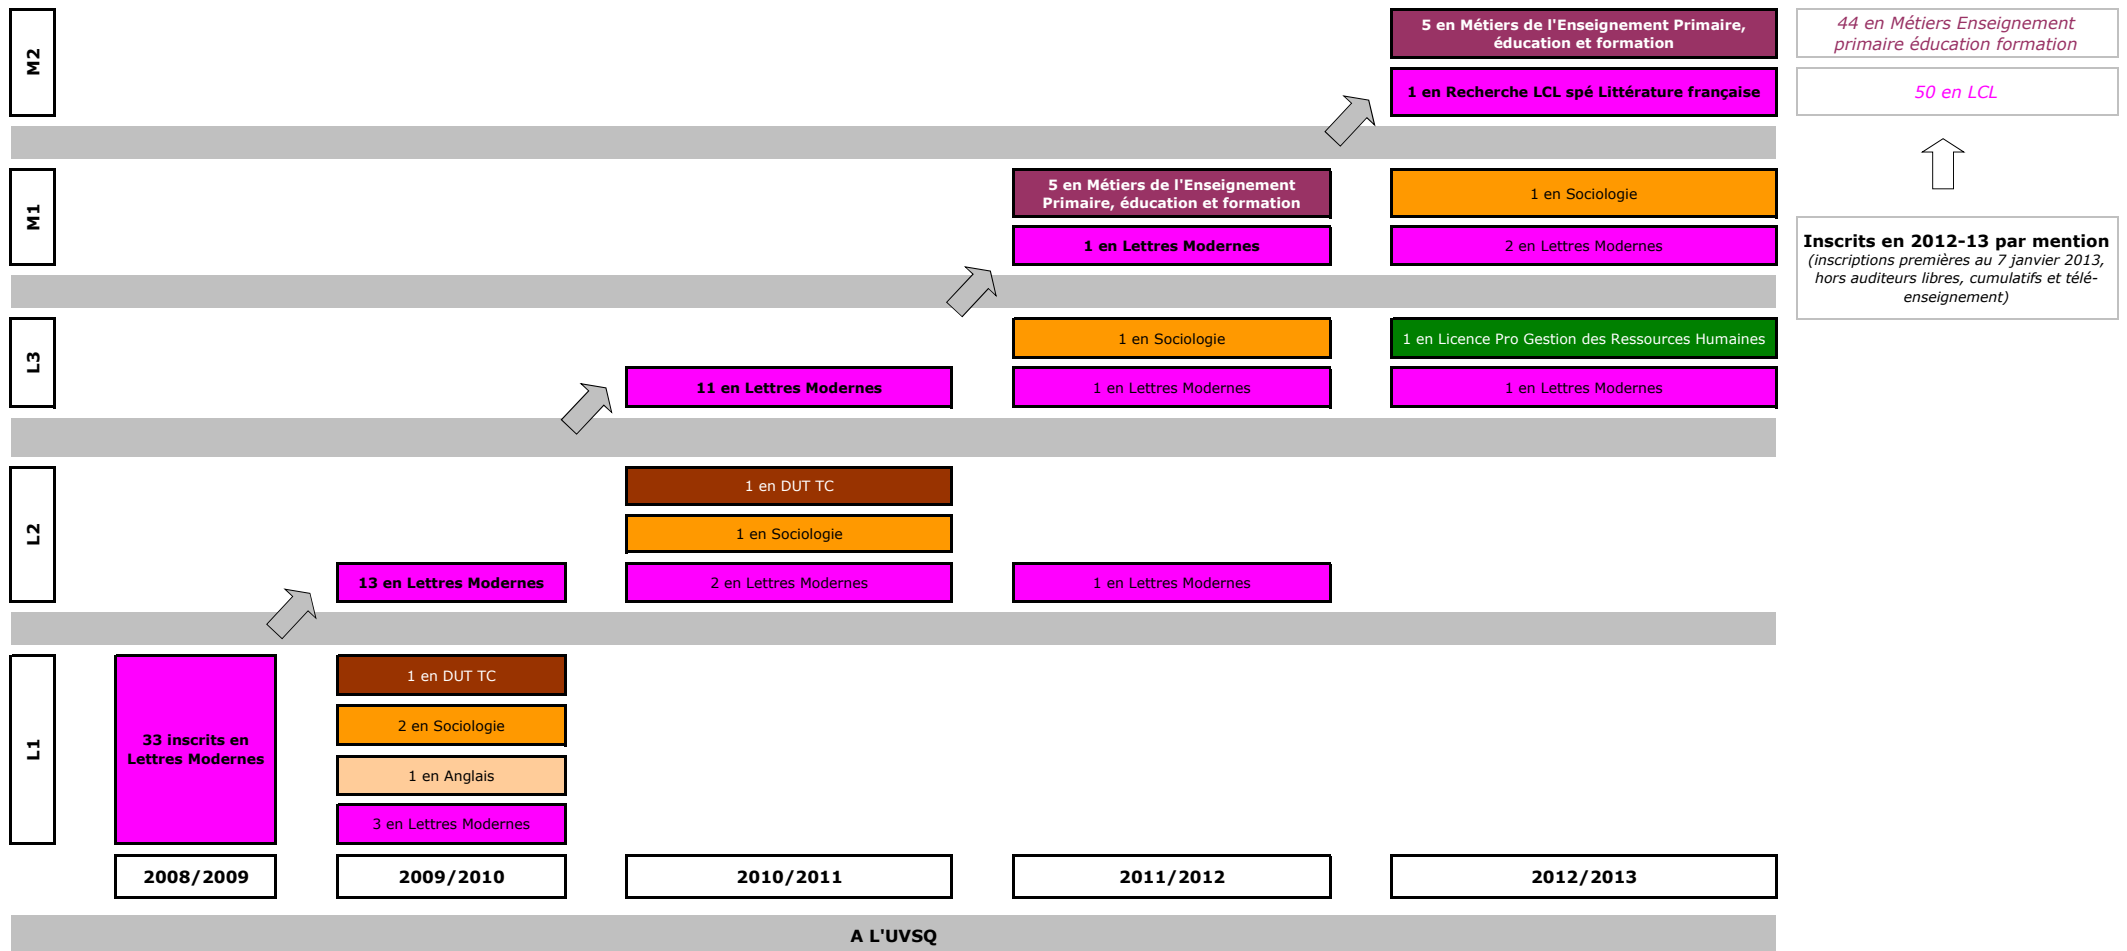 M2
5 en Métiers de l'Enseignement Primaire,
éducation et formation
44 en Métiers Enseignement
primaire éducation formation
1 en Recherche LCL spé Littérature française
50 en LCL
M1
5 en Métiers de l'Enseignement
Primaire, éducation et formation
1 en Sociologie
1 en Lettres Modernes
2 en Lettres Modernes
Inscrits en 2012-13 par mention
(inscriptions premières au 7 janvier 2013,
hors auditeurs libres, cumulatifs et télé-
enseignement)
L3
1 en Sociologie
1 en Licence Pro Gestion des Ressources Humaines
11 en Lettres Modernes
1 en Lettres Modernes
1 en Lettres Modernes
L2
1 en DUT TC
1 en Sociologie
13 en Lettres Modernes
2 en Lettres Modernes
1 en Lettres Modernes
L1
33 inscrits en
Lettres Modernes
1 en DUT TC
2 en Sociologie
1 en Anglais
3 en Lettres Modernes
2008/2009
2009/2010
2010/2011
2011/2012
2012/2013
A L'UVSQ